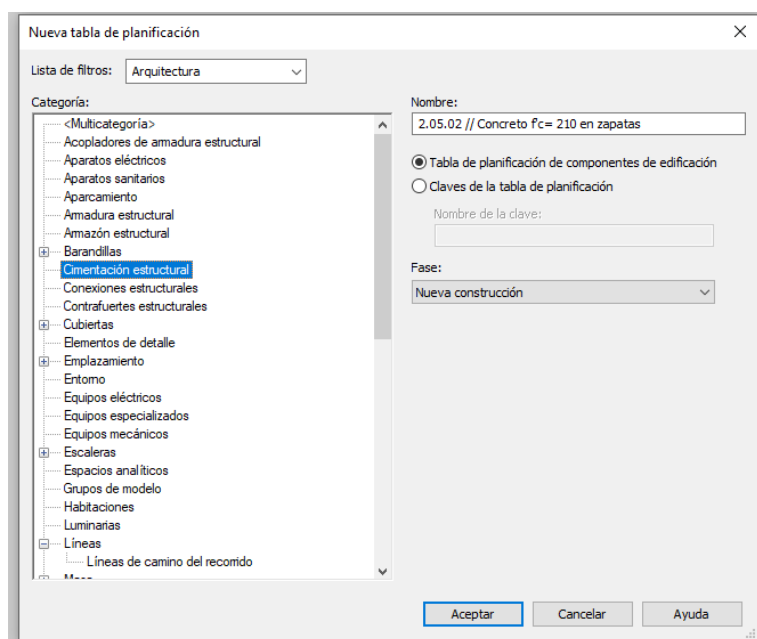 Nueva tabla de planificación
Lista de filtros: Arquitectura
Categoría:
<Multicategoría>
Acopladores de armadura estructural
Aparatos eléctricos
Aparatos sanitarios
Aparcamiento
Armadura estructural
Armazón estructural
Barandillas
Cimentación estructural
Conexiones estructurales
Contrafuertes estructurales
Cubiertas
Elementos de detalle
Emplazamiento
Entorno
Equipos eléctricos
Equipos especializados
Equipos mecánicos
Escaleras
Espacios analíticos
Grupos de modelo
Habitaciones
Luminarias
Líneas
Líneas de camino del recorrido
Nombre:
2.05.02 // Concreto f'c= 210 en zapatas
Tabla de planificación de componentes de edificación
Claves de la tabla de planificación
Nombre de la clave:
Fase:
Nueva construcción
Aceptar Cancelar Ayuda